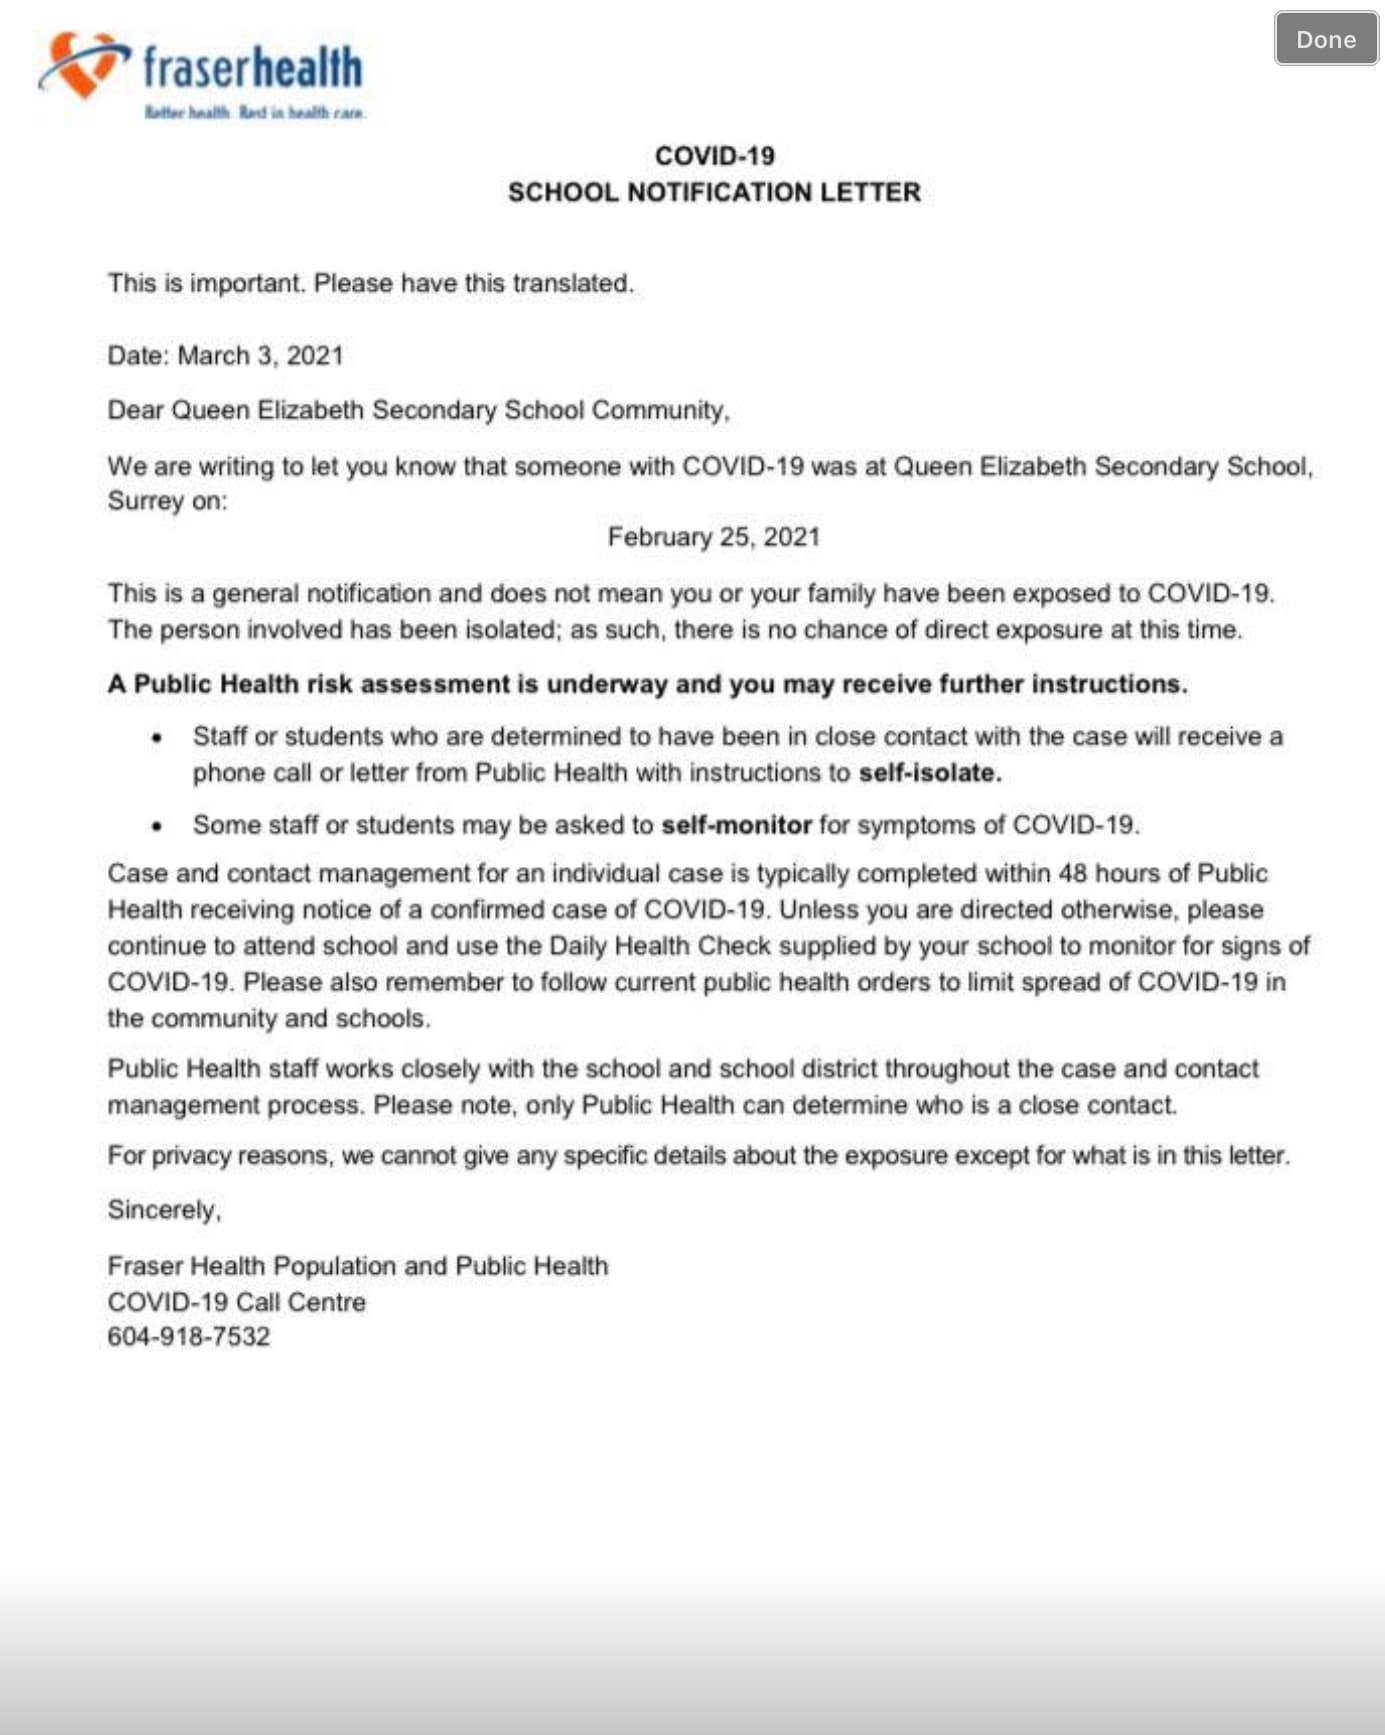 fraserhealth
Better health. Best in health care.
Done
COVID-19
SCHOOL NOTIFICATION LETTER
This is important. Please have this translated.
Date: March 3, 2021
Dear Queen Elizabeth Secondary School Community,
We are writing to let you know that someone with COVID-19 was at Queen Elizabeth Secondary School,
Surrey on:
February 25, 2021
This is a general notification and does not mean you or your family have been exposed to COVID-19.
The person involved has been isolated; as such, there is no chance of direct exposure at this time.
A Public Health risk assessment is underway and you may receive further instructions.
• Staff or students who are determined to have been in close contact with the case will receive a
phone call or letter from Public Health with instructions to self-isolate.
• Some staff or students may be asked to self-monitor for symptoms of COVID-19.
Case and contact management for an individual case is typically completed within 48 hours of Public
Health receiving notice of a confirmed case of COVID-19. Unless you are directed otherwise, please
continue to attend school and use the Daily Health Check supplied by your school to monitor for signs of
COVID-19. Please also remember to follow current public health orders to limit spread of COVID-19 in
the community and schools.
Public Health staff works closely with the school and school district throughout the case and contact
management process. Please note, only Public Health can determine who is a close contact.
For privacy reasons, we cannot give any specific details about the exposure except for what is in this letter.
Sincerely,
Fraser Health Population and Public Health
COVID-19 Call Centre
604-918-7532